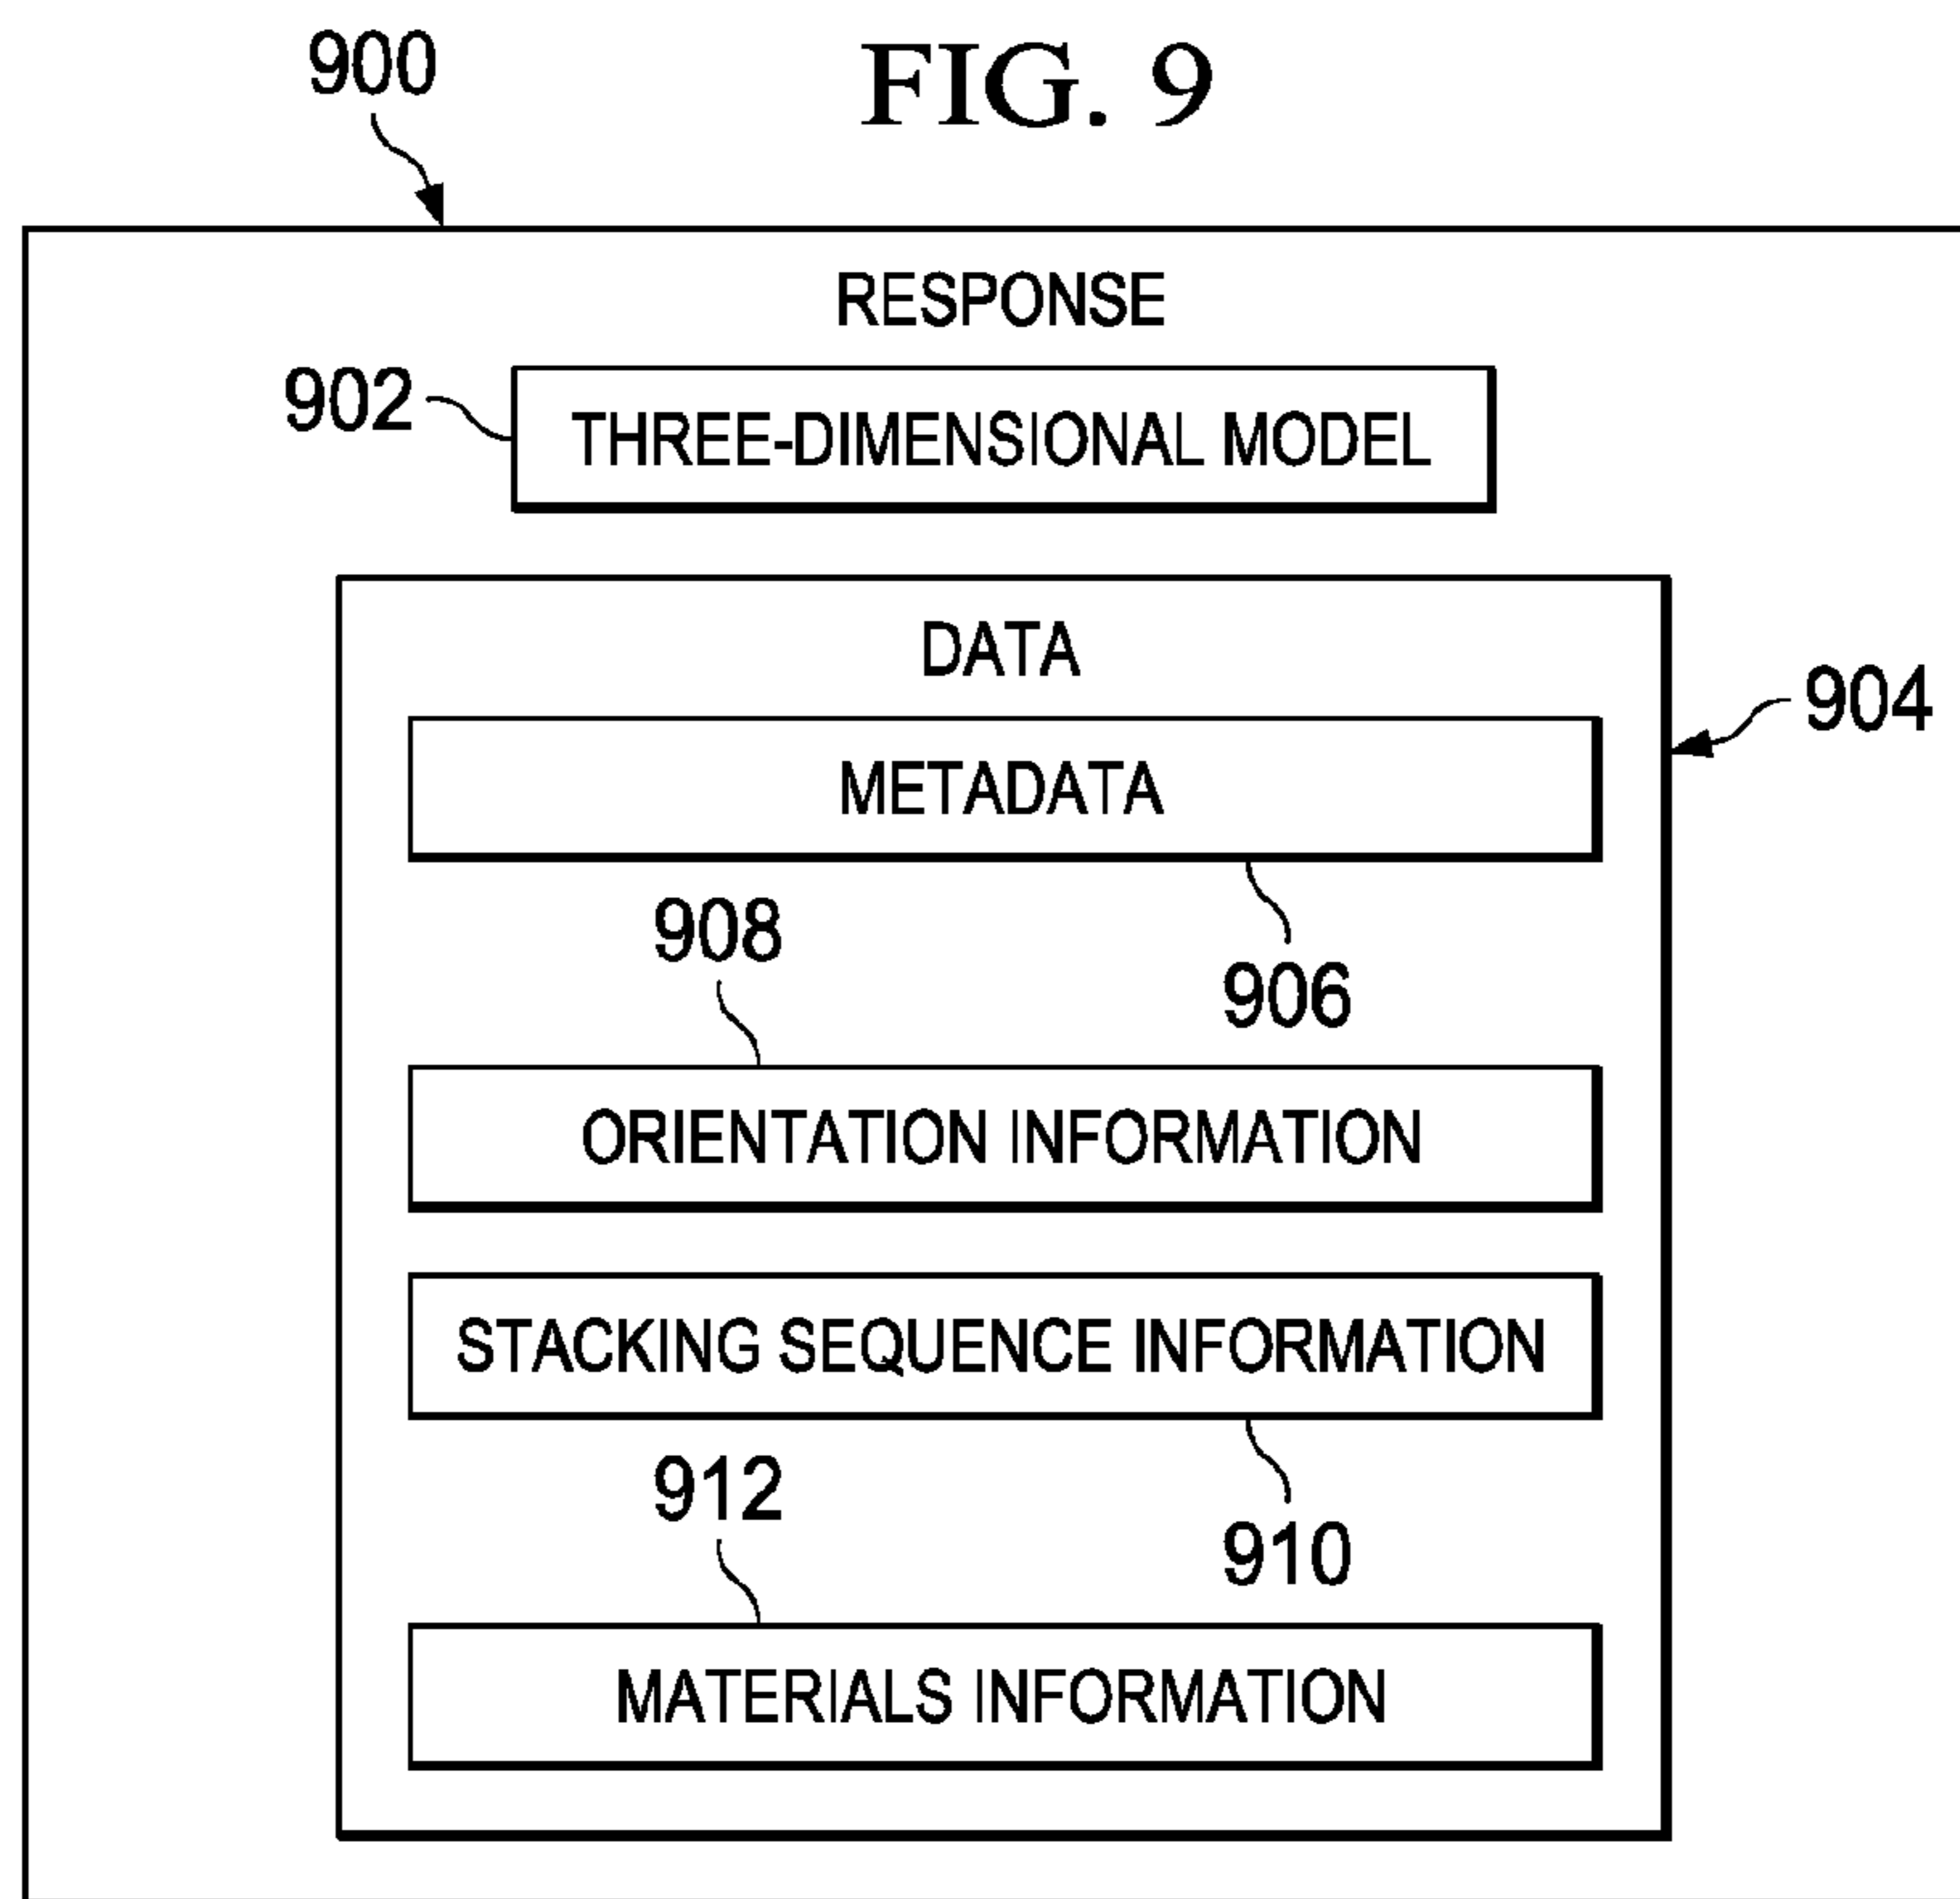 FIG. 9
900
RESPONSE
902
THREE-DIMENSIONAL MODEL
DATA
904
METADATA
908
906
ORIENTATION INFORMATION
STACKING SEQUENCE INFORMATION
912
910
MATERIALS INFORMATION